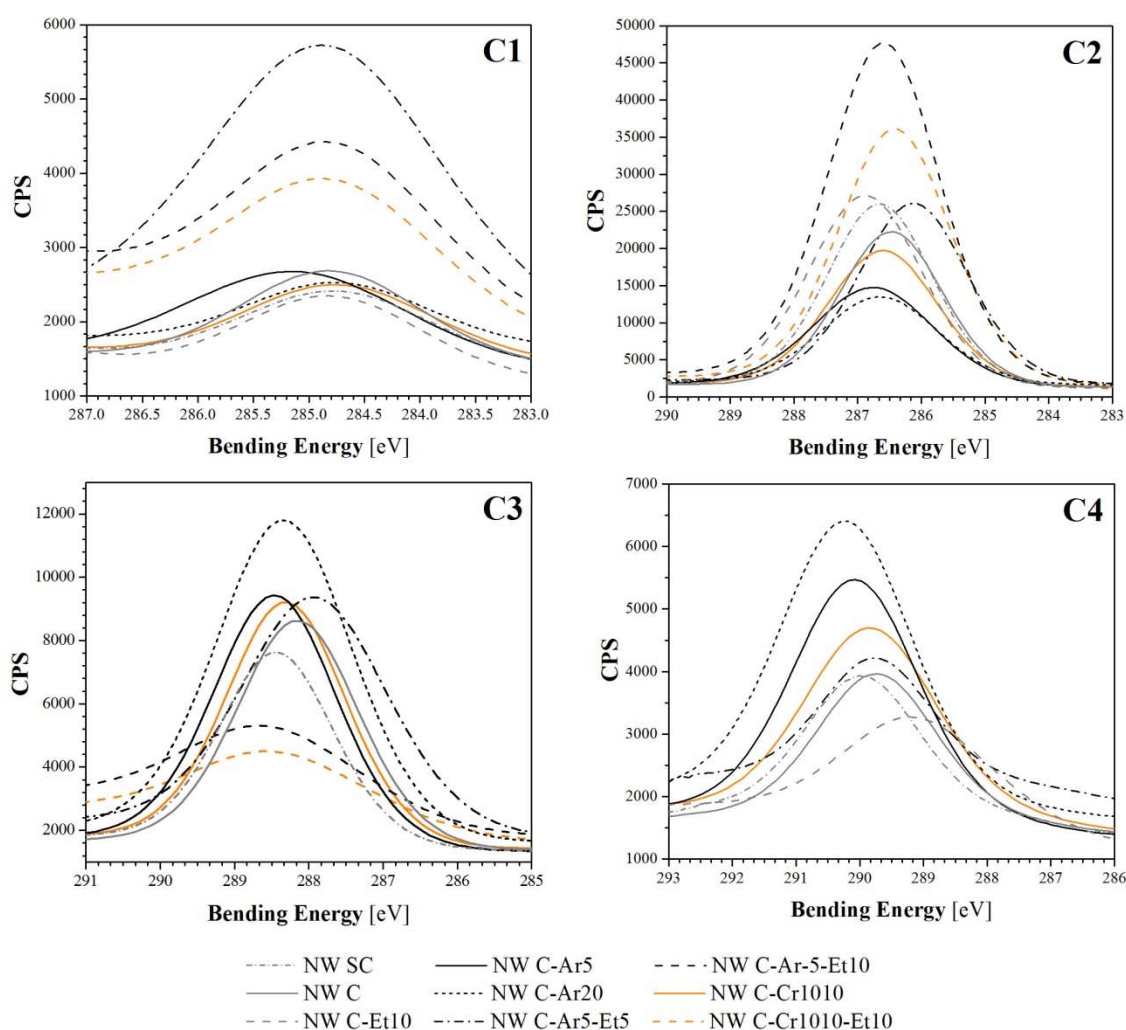 C1
6000
5000
4000
3000
2000
1000
CPS
287.0 286.5 286.0 285.5 285.0 284.5 284.0 283.5 283.0
Bending Energy [eV]
C2
50000
45000
40000
35000
30000
25000
20000
15000
10000
5000
0
CPS
290 289 288 287 286 285 284 283
Bending Energy [eV]
C3
12000
10000
8000
6000
4000
2000
CPS
291 290 289 288 287 286 285
Bending Energy [eV]
C4
7000
6000
5000
4000
3000
2000
1000
CPS
293 292 291 290 289 288 287 286
Bending Energy [eV]
NW SC NW C-Ar5 NW C-Ar-5-Et10
NW C NW C-Ar20 NW C-Cr1010
NW C-Et10 NW C-Ar5-Et5 NW C-Cr1010-Et10